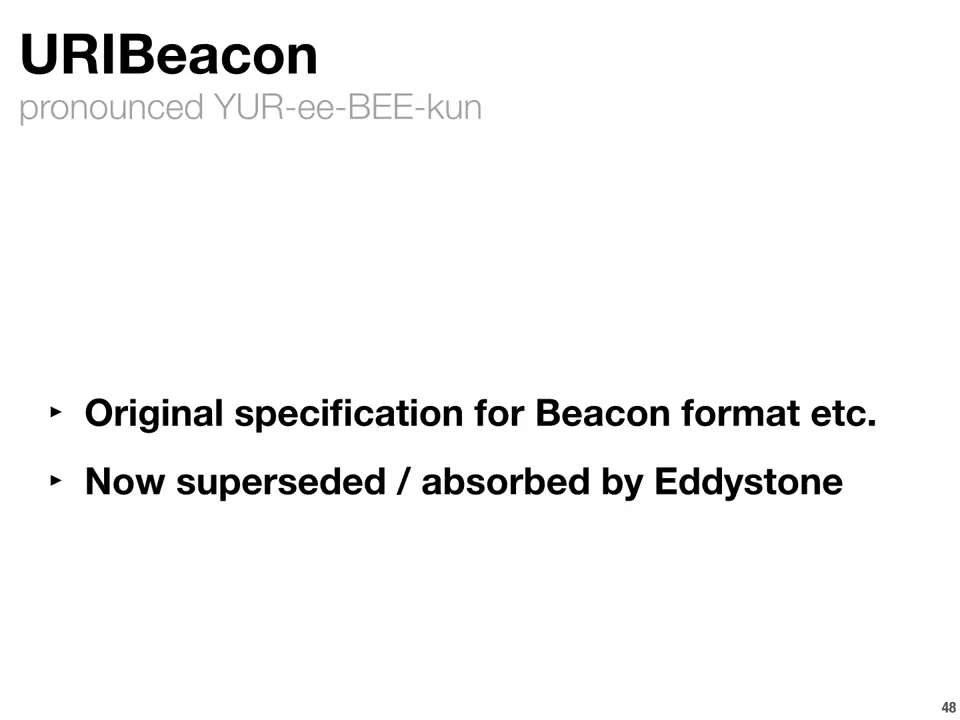 URIBeacon
pronounced YUR-ee-BEE-kun
‣ Original specification for Beacon format etc.
‣ Now superseded / absorbed by Eddystone
48